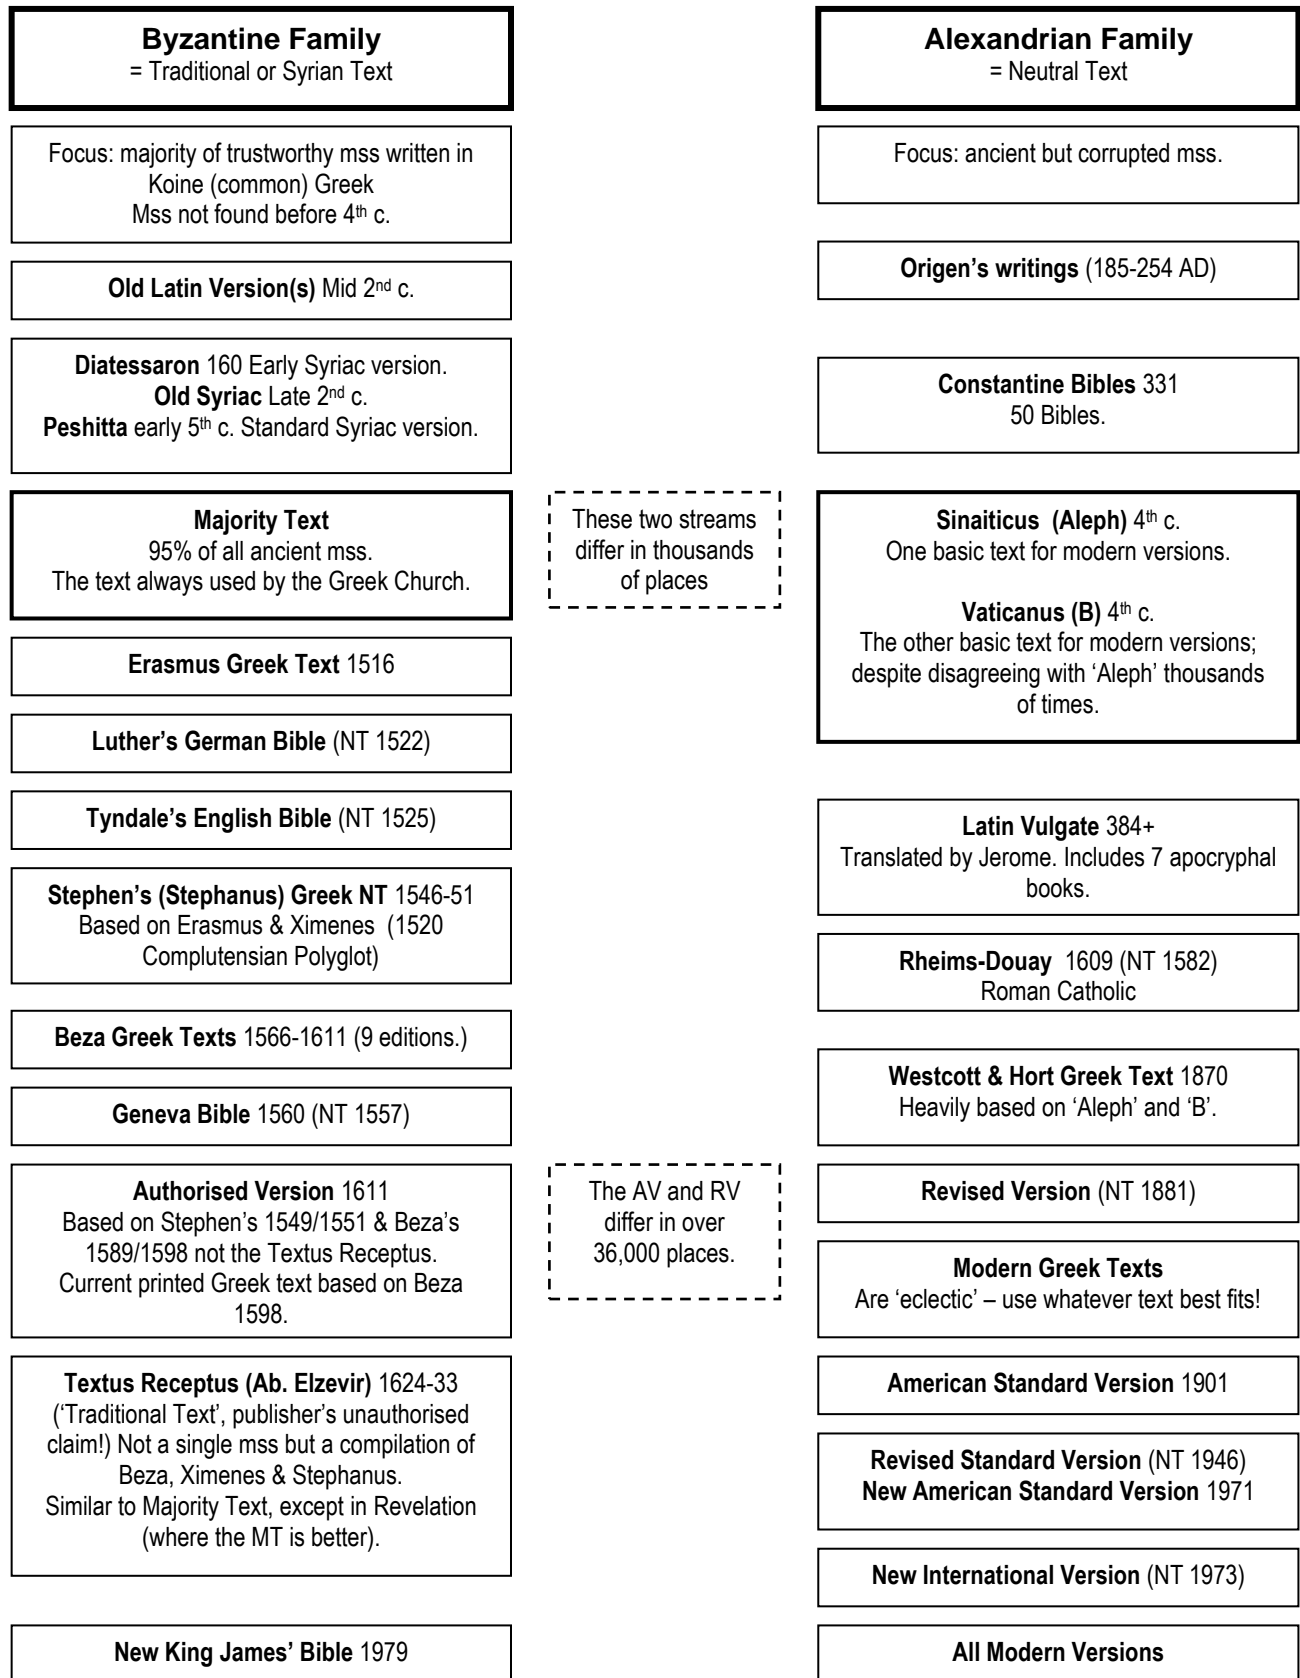 Byzantine Family
= Traditional or Syrian Text
Focus: majority of trustworthy mss written in
Koine (common) Greek
Mss not found before 4th c.
Old Latin Version(s) Mid 2nd c.
Diatessaron 160 Early Syriac version.
Old Syriac Late 2nd c.
Peshitta early 5th c. Standard Syriac version.
Majority Text
95% of all ancient mss.
The text always used by the Greek Church.
Erasmus Greek Text 1516
Luther's German Bible (NT 1522)
Tyndale's English Bible (NT 1525)
Stephen's (Stephanus) Greek NT 1546-51
Based on Erasmus & Ximenes (1520
Complutensian Polyglot)
Beza Greek Texts 1566-1611 (9 editions.)
Geneva Bible 1560 (NT 1557)
Authorised Version 1611
Based on Stephen's 1549/1551 & Beza's
1589/1598 not the Textus Receptus.
Current printed Greek text based on Beza
1598.
Textus Receptus (Ab. Elzevir) 1624-33
('Traditional Text', publisher's unauthorised
claim!) Not a single mss but a compilation of
Beza, Ximenes & Stephanus.
Similar to Majority Text, except in Revelation
(where the MT is better).
New King James' Bible 1979
These two streams
differ in thousands
of places
The AV and RV
differ in over
36,000 places.
Alexandrian Family
= Neutral Text
Focus: ancient but corrupted mss.
Origen's writings (185-254 AD)
Constantine Bibles 331
50 Bibles.
Sinaiticus (Aleph) 4th c.
One basic text for modern versions.
Vaticanus (B) 4th c.
The other basic text for modern versions;
despite disagreeing with 'Aleph' thousands
of times.
Latin Vulgate 384+
Translated by Jerome. Includes 7 apocryphal
books.
Rheims-Douay 1609 (NT 1582)
Roman Catholic
Westcott & Hort Greek Text 1870
Heavily based on 'Aleph' and 'B'.
Revised Version (NT 1881)
Modern Greek Texts
Are 'eclectic' – use whatever text best fits!
American Standard Version 1901
Revised Standard Version (NT 1946)
New American Standard Version 1971
New International Version (NT 1973)
All Modern Versions